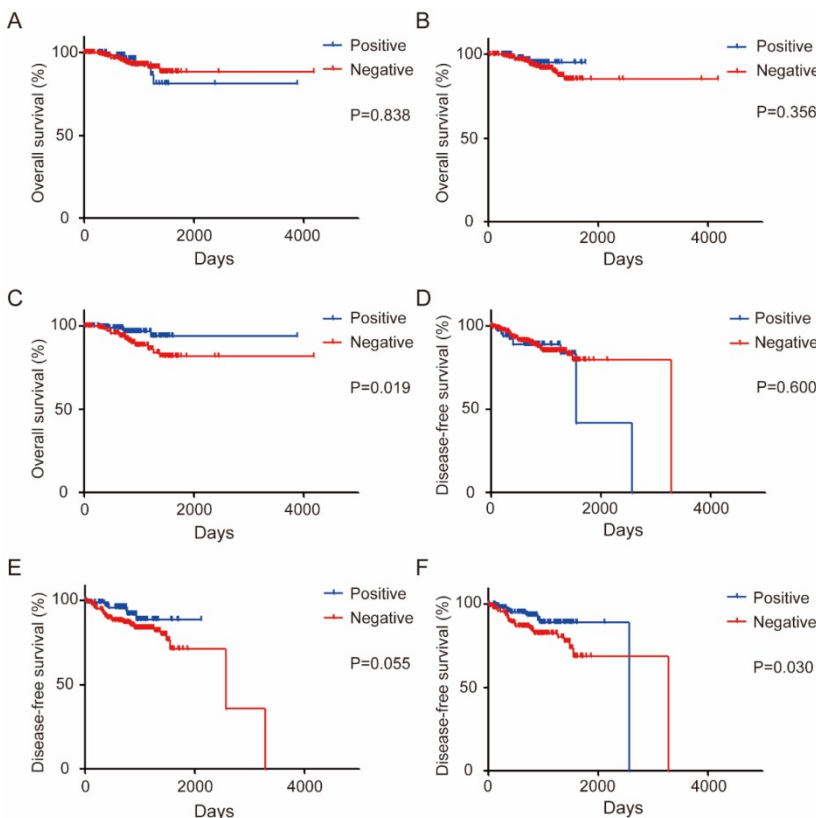 A
Overall survival (%)
100
50
0
0 2000 4000
Days
Positive
Negative
P=0.838
B
Overall survival (%)
100
50
0
0 2000 4000
Days
Positive
Negative
P=0.356
C
Overall survival (%)
100
50
0
0 2000 4000
Days
Positive
Negative
P=0.019
D
Disease-free survival (%)
100
50
0
0 2000 4000
Days
Positive
Negative
P=0.600
E
Disease-free survival (%)
100
50
0
0 2000 4000
Days
Positive
Negative
P=0.055
F
Disease-free survival (%)
100
50
0
0 2000 4000
Days
Positive
Negative
P=0.030